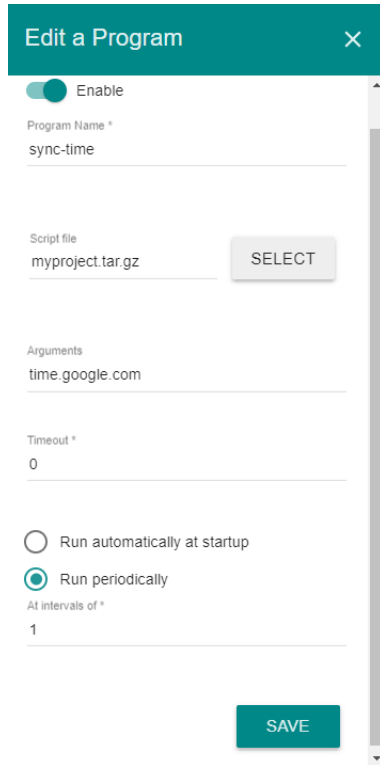 Edit a Program
Enable
Program Name *
sync-time
Script file
myproject.tar.gz
SELECT
Arguments
time.google.com
Timeout *
0
Run automatically at startup
Run periodically
At intervals of *
1
SAVE